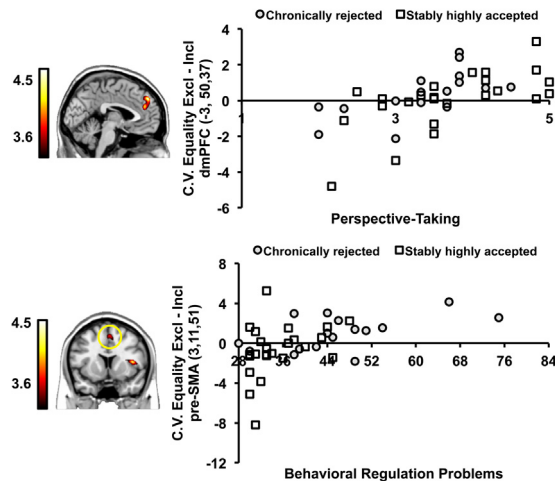 Chronically rejected Stably highly accepted
4.5
3.6
C.V. Equality Excl - Incl
dmPFC (-3, 50,37)
4
2
0
-2
-4
-6
1 3 5
Perspective-Taking
Chronically rejected Stably highly accepted
4.5
3.6
C.V. Equality Excl - Incl
pre-SMA (3,11,51)
8
4
0
-4
-8
-12
28 36 44 52 60 68 76 84
Behavioral Regulation Problems